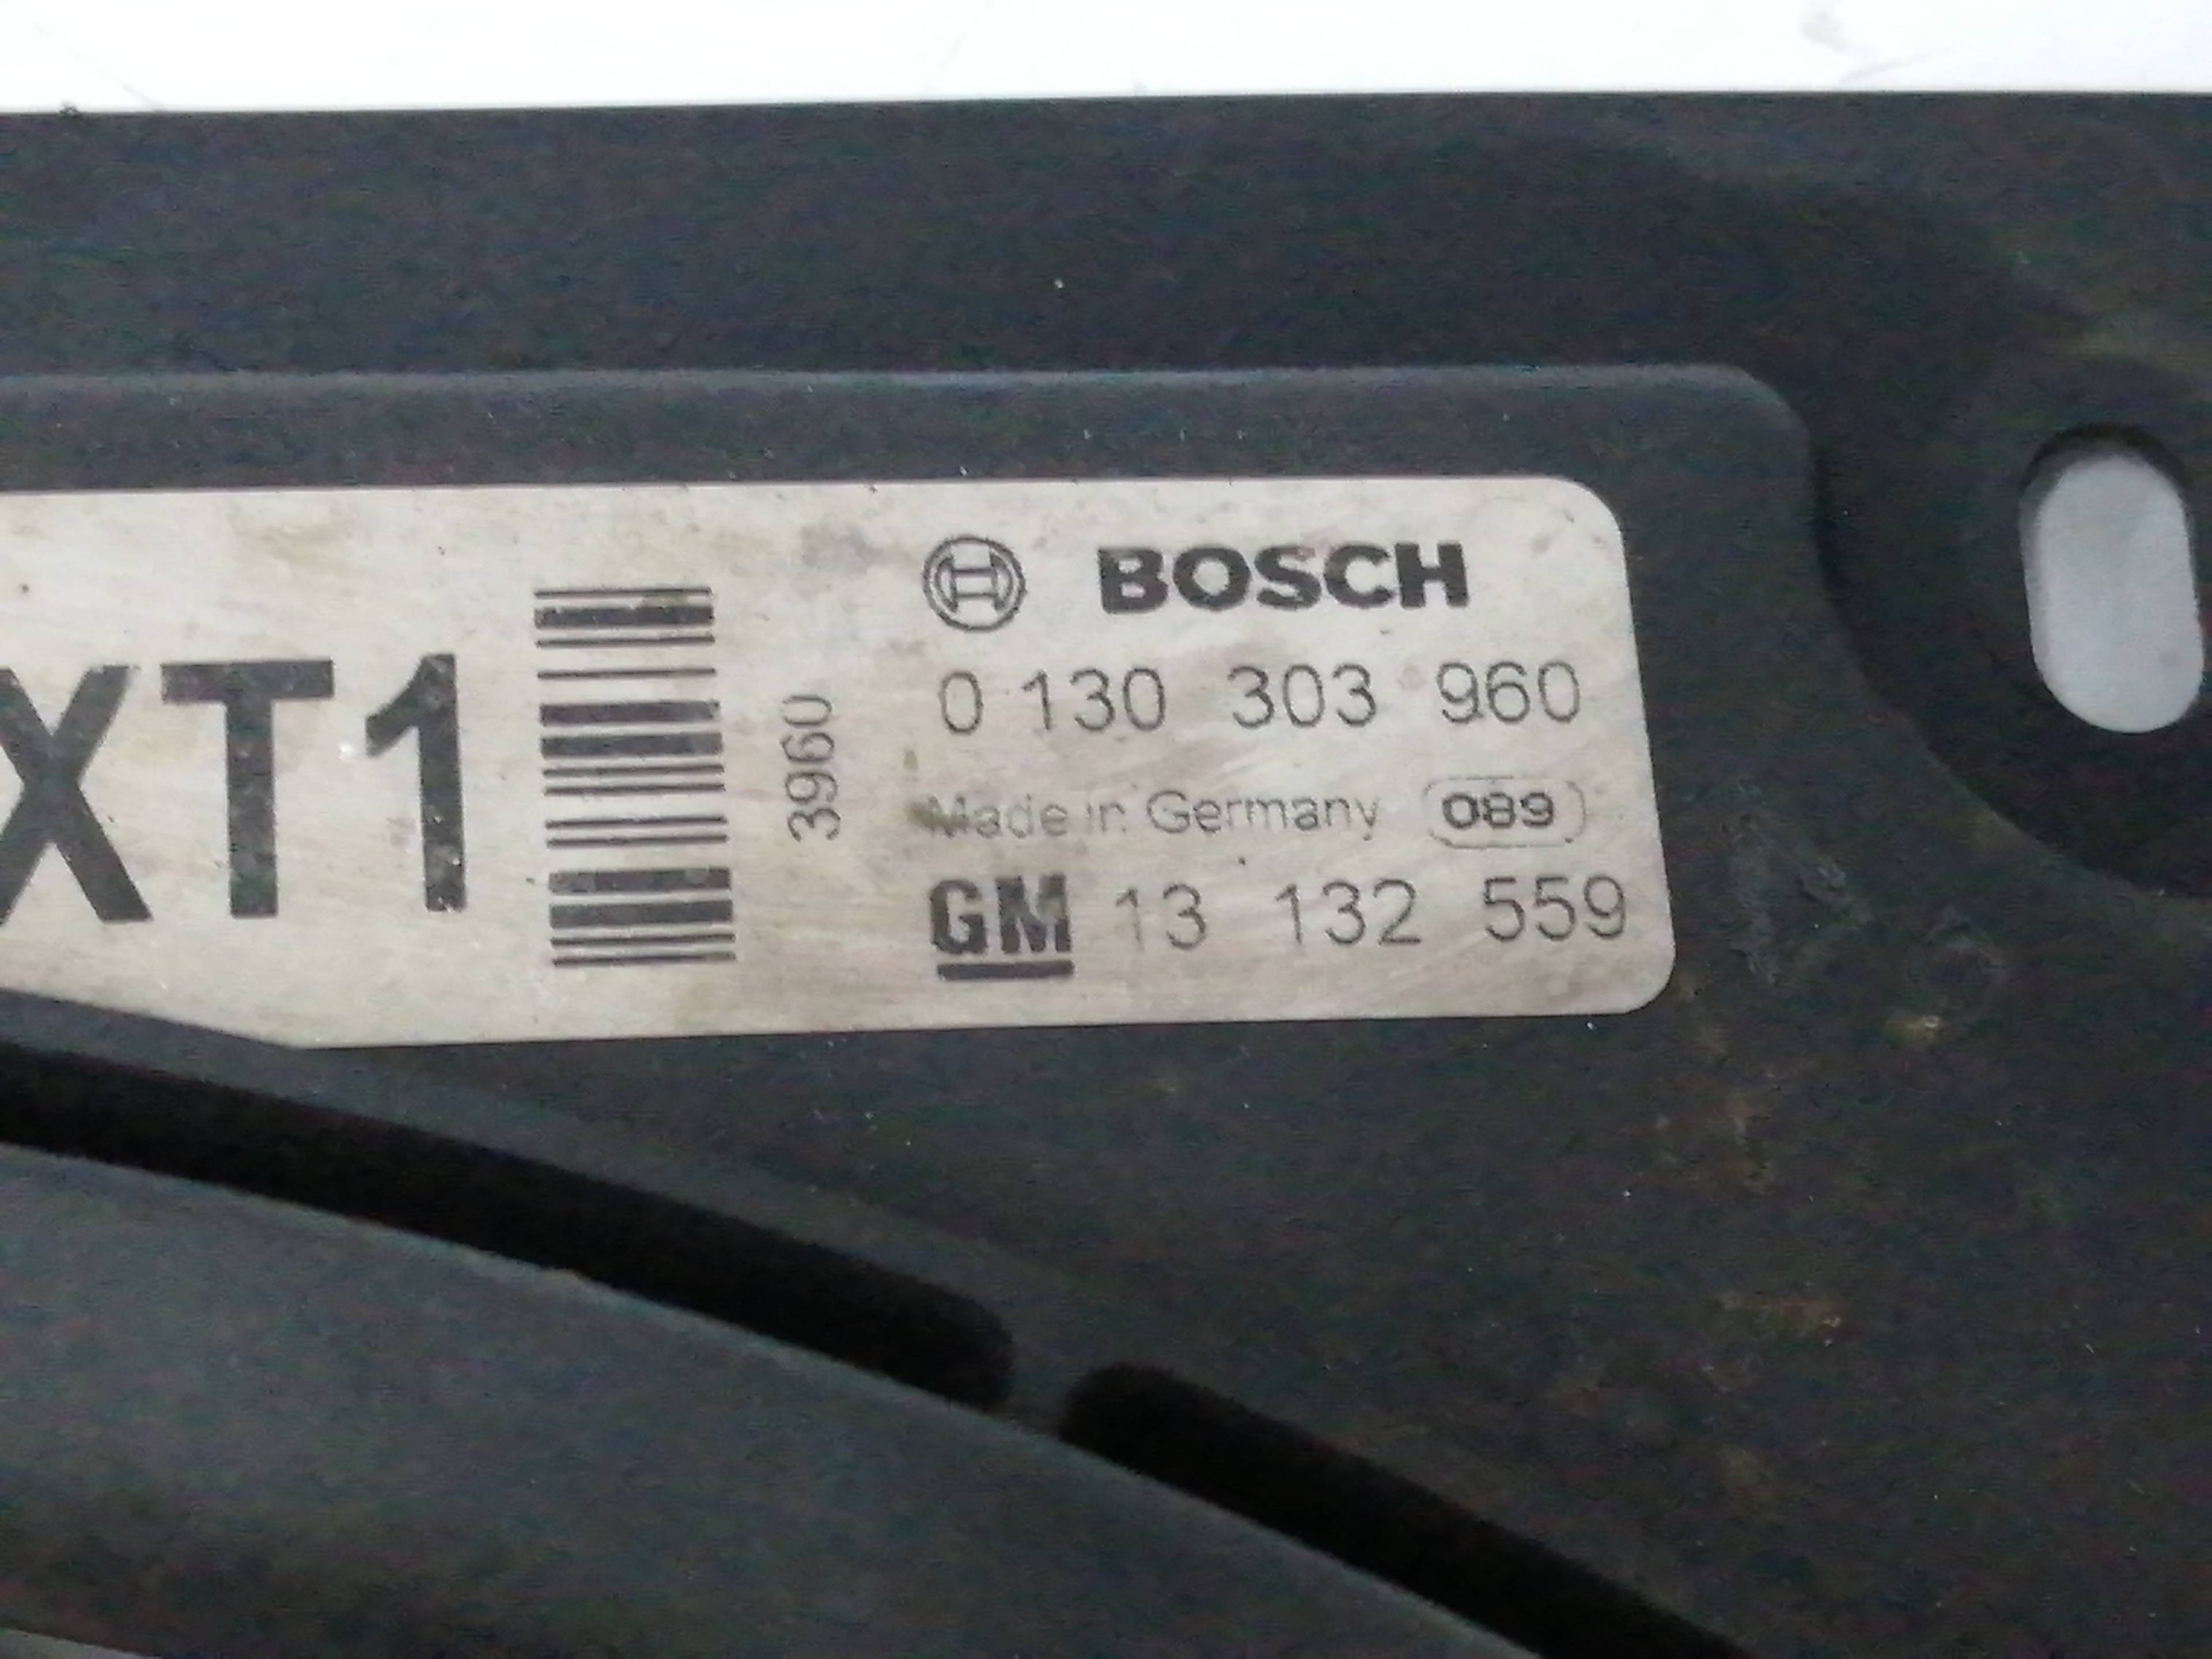 XT1
3960
BOSCH
0 130 303 960
Made in Germany 089
GM 13 132 559